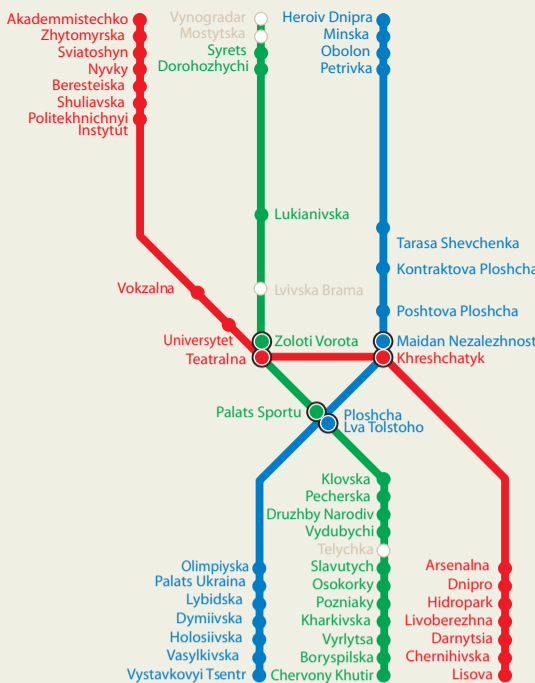 Akademmistechko
Zhytomyrska
Sviatoshyn
Nyvky
Beresteiska
Shuliavska
Politekhnichnyi
Instytut
Vokzalna
Universytet
Teatralna
Khreshchatyk
Arsenalna
Dnipro
Hidropark
Livoberezhna
Darnytsia
Chernihivska
Lisova
Vynogradar
Mostytska
Syrets
Dorohozhychi
Lukianivska
Lvivska Brama
Zoloti Vorota
Palats Sportu
Klovska
Pecherska
Druzhby Narodiv
Vydubychi
Telychka
Slavutych
Osokorky
Pozniaky
Kharkivska
Vyrlytsa
Boryspilska
Chervony Khutir
Heroiv Dnipra
Minska
Obolon
Petrivka
Tarasa Shevchenka
Kontraktova Ploshcha
Poshtova Ploshcha
Maidan Nezalezhnost
Ploshcha
Lva Tolstoho
Olimpiyska
Palats Ukraina
Lybidska
Dymiivska
Holosiivska
Vasylkivska
Vystavkovyi Tsentr